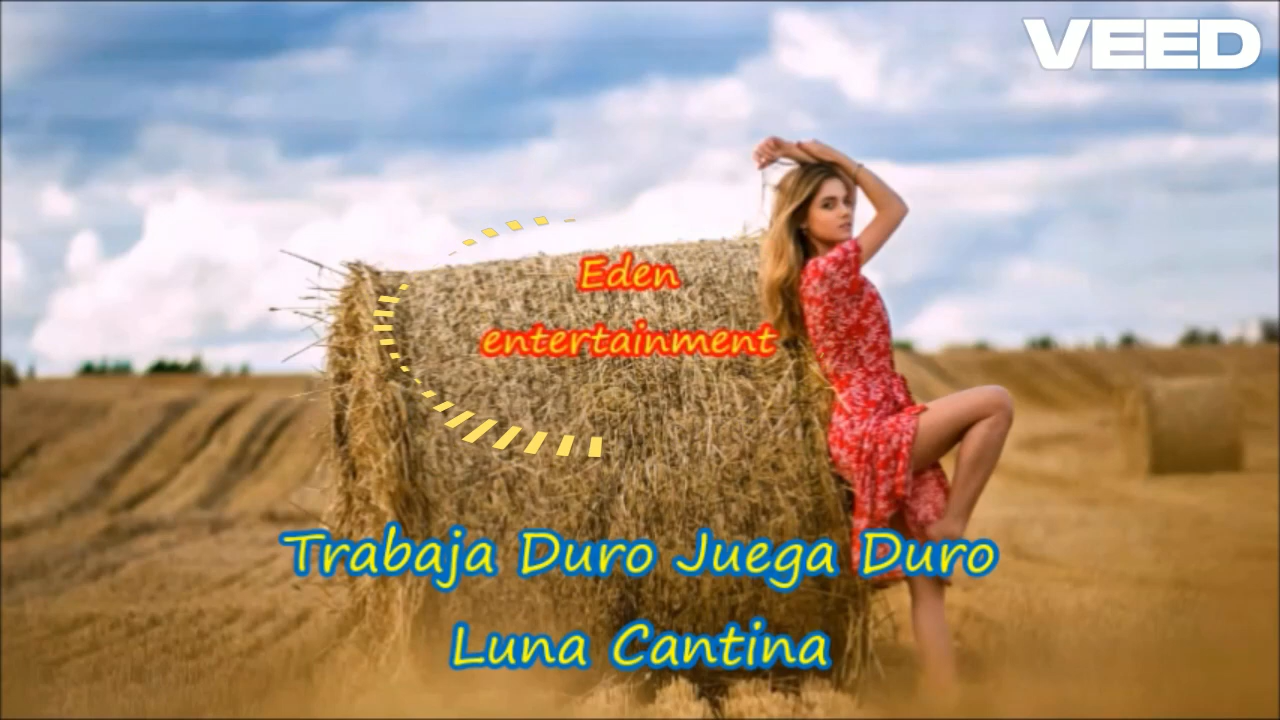 VEED
Eden
entertainment
Trabaja Duro Juega Duro
Luna Cantina